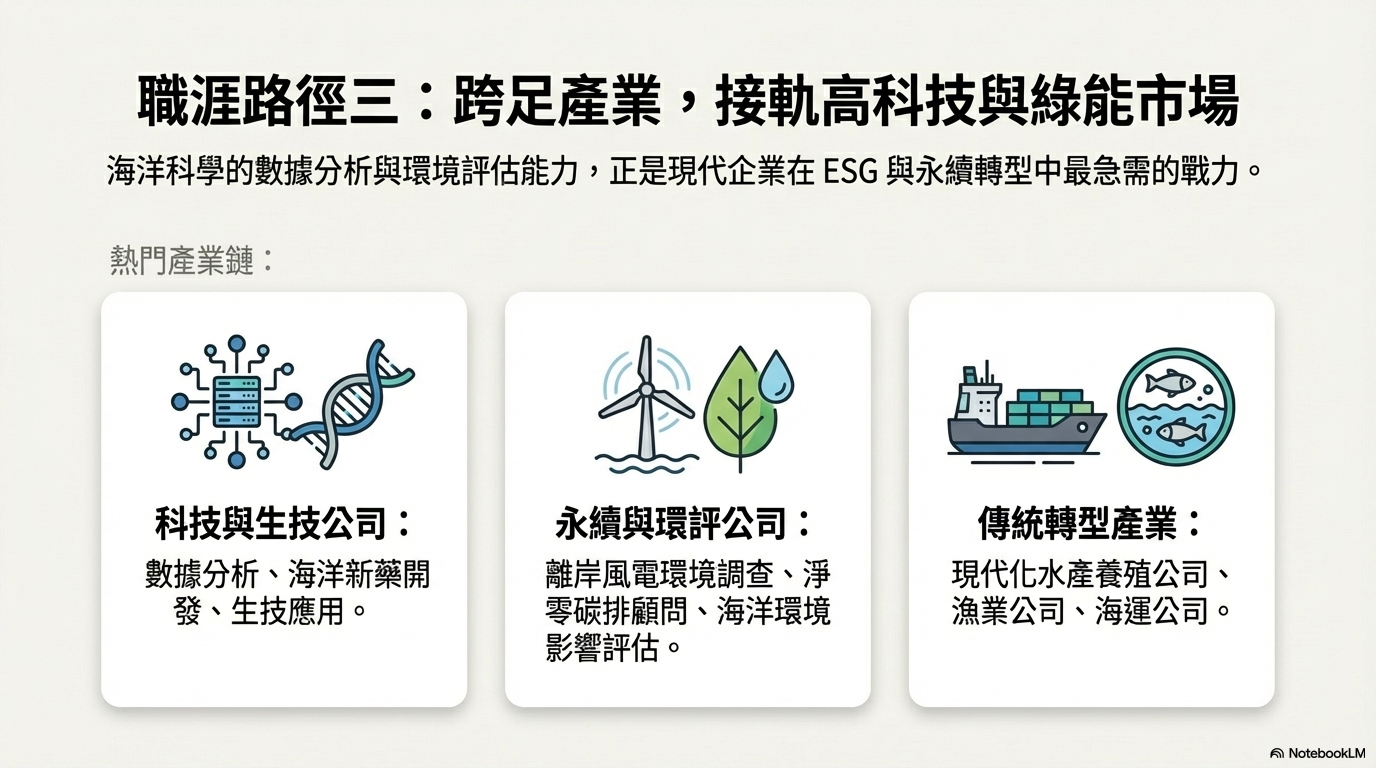 職涯路徑三：跨足產業，接軌高科技與綠能市場
海洋科學的數據分析與環境評估能力，正是現代企業在 ESG 與永續轉型中最急需的戰力。
熱門產業鏈：
科技與生技公司：
數據分析、海洋新藥開
發、生技應用。
永續與環評公司：
離岸風電環境調查、淨
零碳排顧問、海洋環境
影響評估。
傳統轉型產業：
現代化水產養殖公司、
漁業公司、海運公司。
NotebookLM